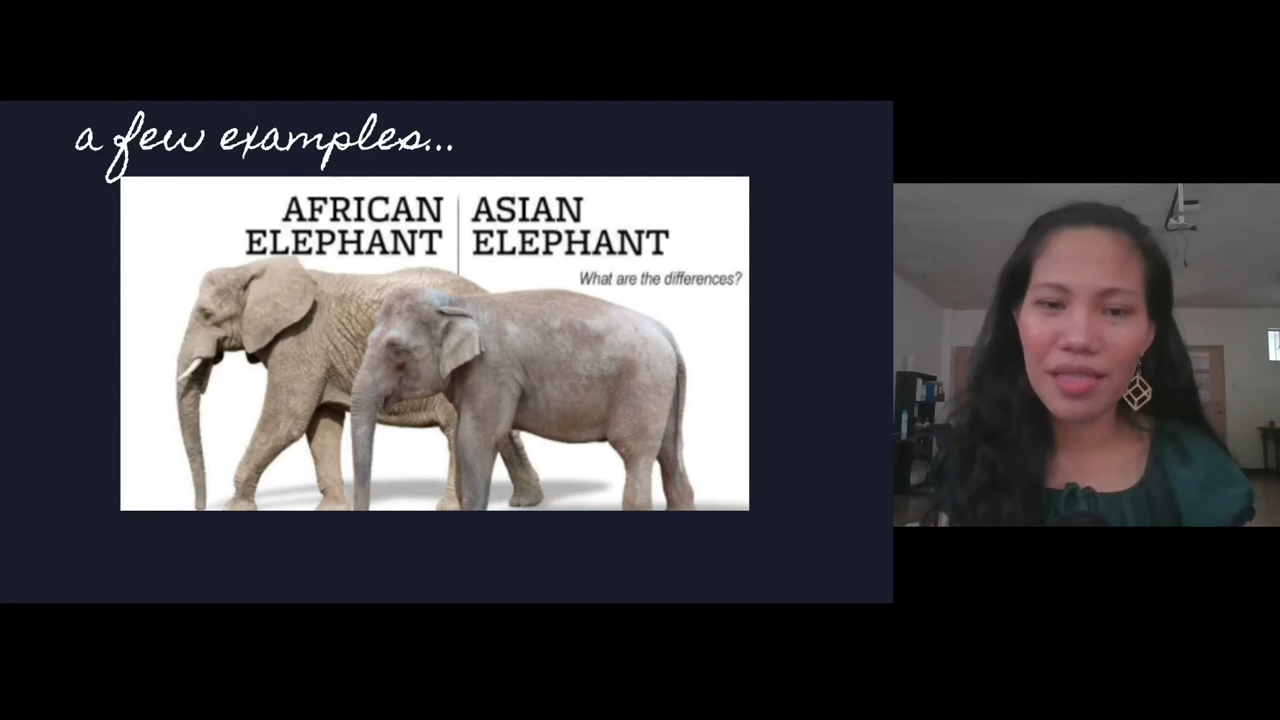 a few examples...
AFRICAN
ELEPHANT
ASIAN
ELEPHANT
What are the differences?